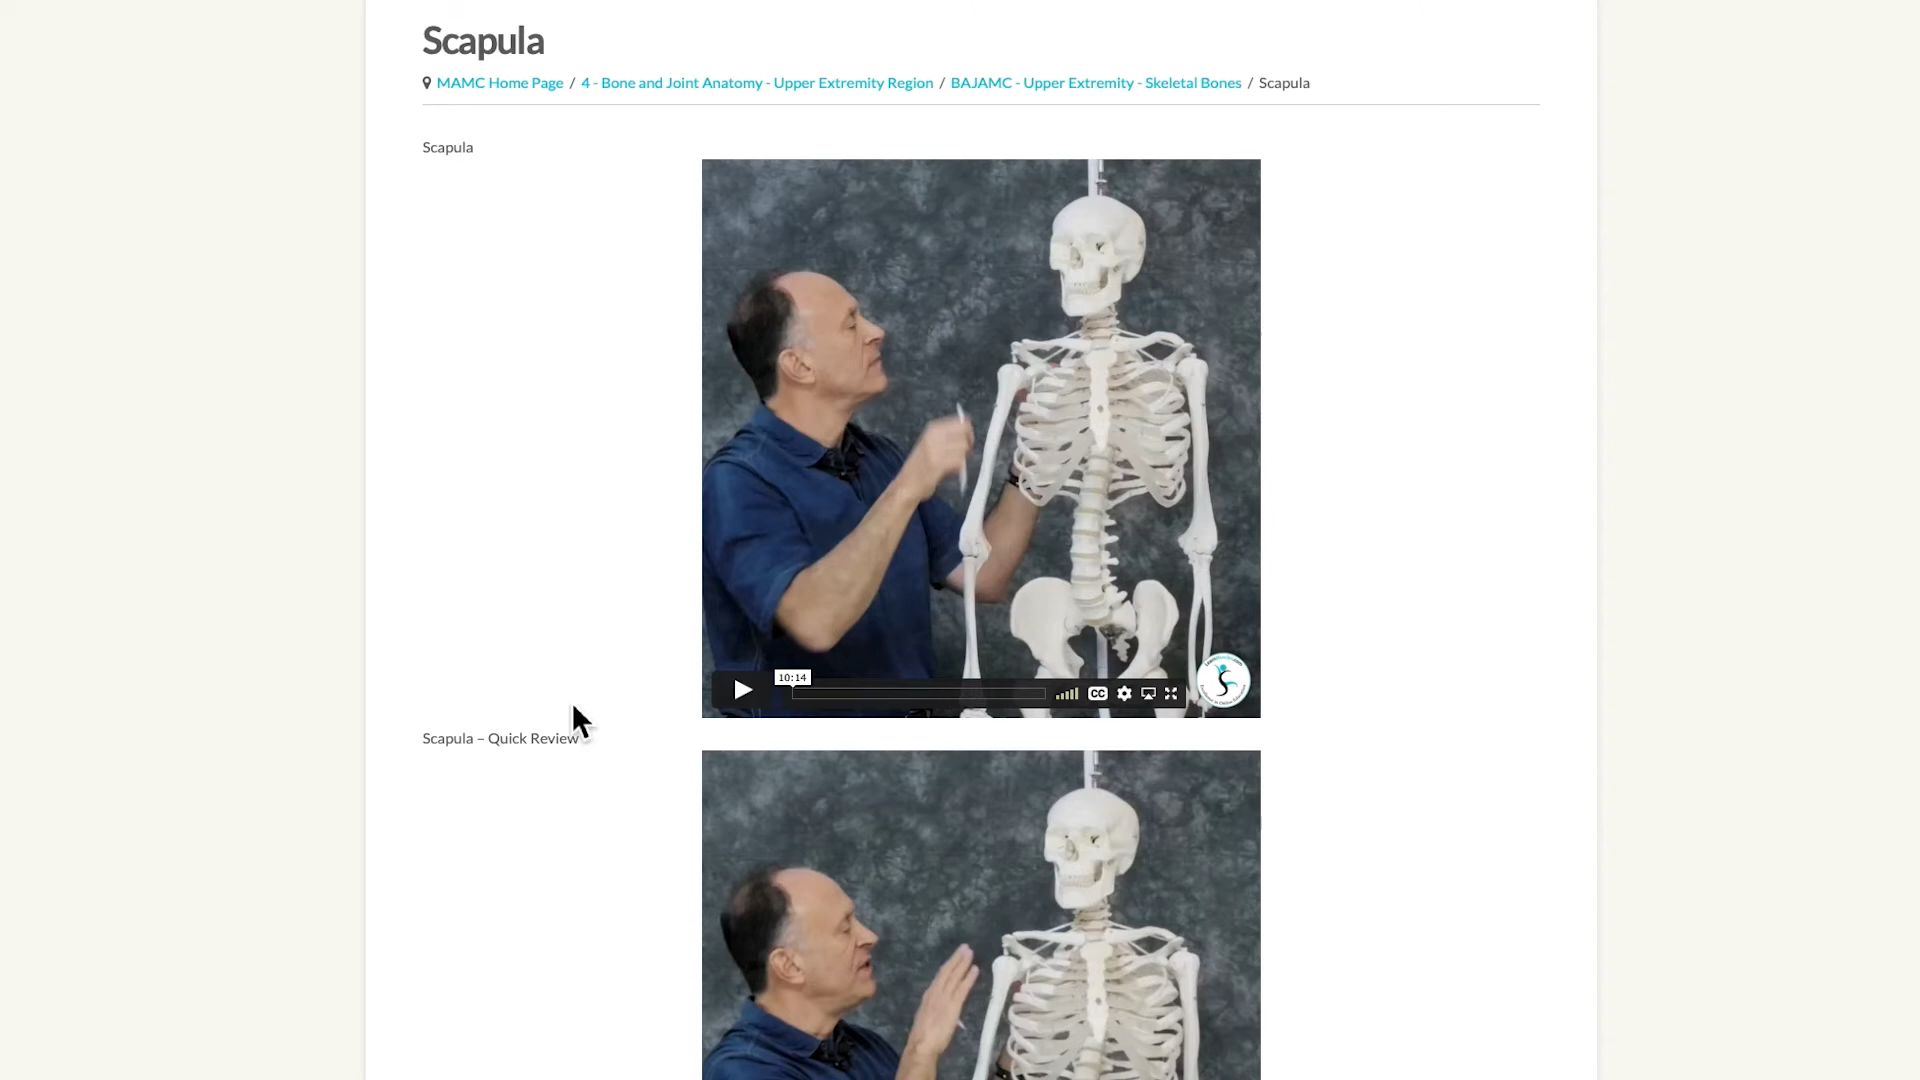 Scapula
MAMC Home Page / 4 - Bone and Joint Anatomy - Upper Extremity Region / BAJAMC - Upper Extremity - Skeletal Bones / Scapula
Scapula
10:14
CC
Scapula – Quick Review